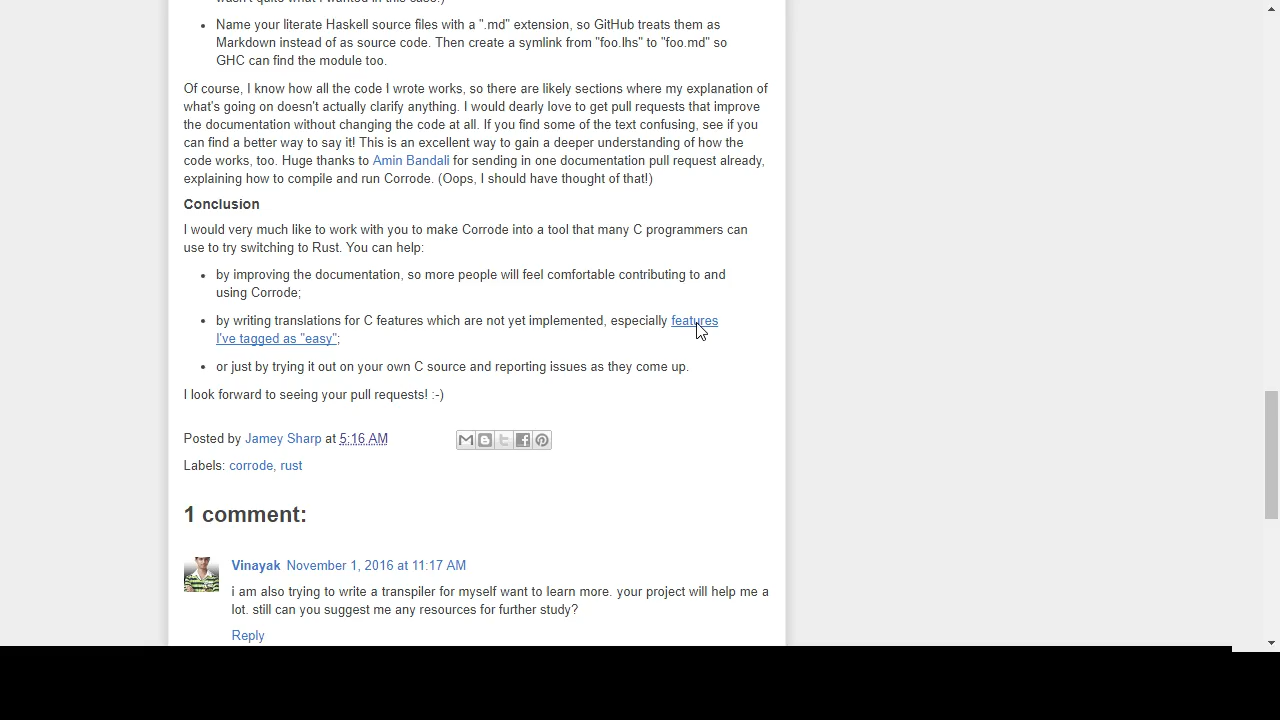 Name your literate Haskell source files with a ".md" extension, so GitHub treats them as
Markdown instead of as source code. Then create a symlink from "foo.lhs" to "foo.md" so
GHC can find the module too.
Of course, I know how all the code I wrote works, so there are likely sections where my explanation of
what's going on doesn't actually clarify anything. I would dearly love to get pull requests that improve
the documentation without changing the code at all. If you find some of the text confusing, see if you
can find a better way to say it! This is an excellent way to gain a deeper understanding of how the
code works, too. Huge thanks to Amin Bandali for sending in one documentation pull request already,
explaining how to compile and run Corrode. (Oops, I should have thought of that!)
Conclusion
I would very much like to work with you to make Corrode into a tool that many C programmers can
use to try switching to Rust. You can help:
by improving the documentation, so more people will feel comfortable contributing to and
using Corrode;
by writing translations for C features which are not yet implemented, especially features
I've tagged as "easy";
or just by trying it out on your own C source and reporting issues as they come up.
I look forward to seeing your pull requests! :-)
Posted by Jamey Sharp at 5:16 AM
Labels: corrode, rust
1 comment:
Vinayak November 1, 2016 at 11:17 AM
i am also trying to write a transpiler for myself want to learn more. your project will help me a
lot. still can you suggest me any resources for further study?
Reply